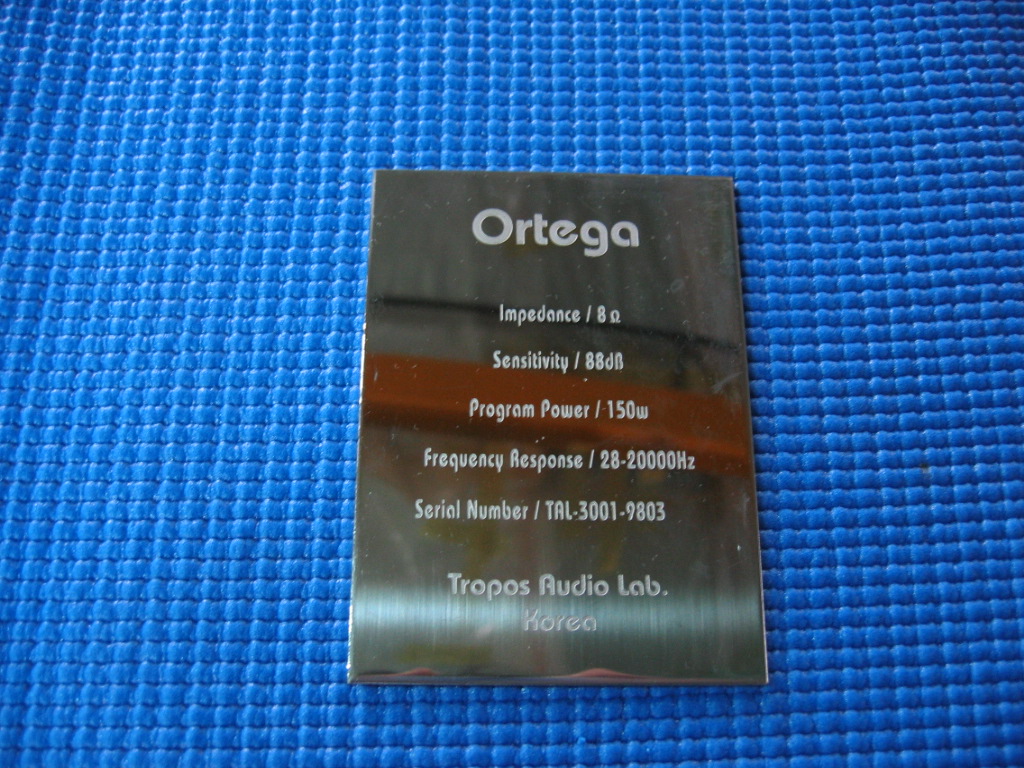 Ortega
Impedance / 8Ω
Sensitivity / 88dB
Program Power / 150w
Frequency Response / 28-20000Hz
Serial Number / TAL-3001-9803
Tropos Audio Lab.
Korea